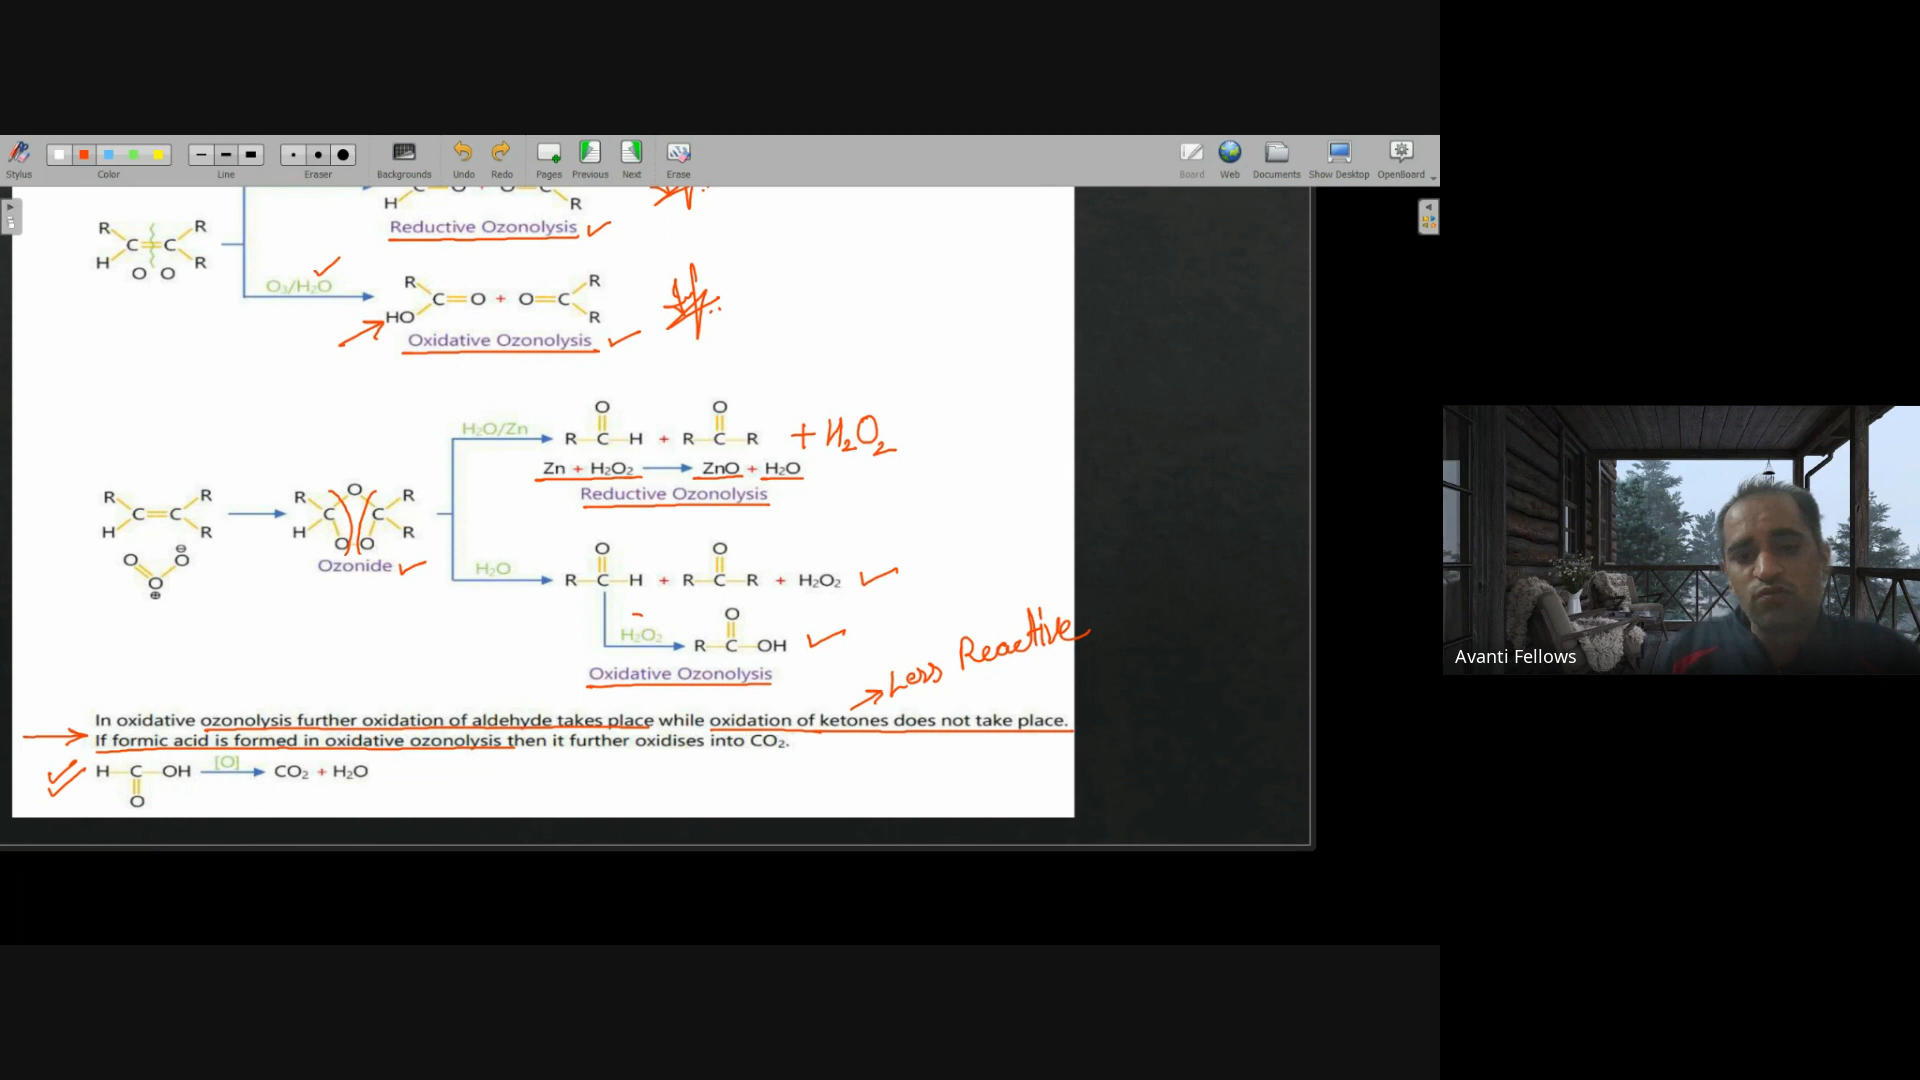 Stylus Color Line Eraser Backgrounds Undo Redo Pages Previous Next Erase Board Web Documents Show Desktop OpenBoard
H R
Reductive Ozonolysis
R R
C C
H O O R
O₃/H₂O
R R
C O + O C
HO R
Oxidative Ozonolysis
H₂O/Zn
O O
R C H + R C R + H₂O₂
Zn + H₂O₂ ZnO + H₂O
Reductive Ozonolysis
R R R O R
C C C C
H R H O O R
O O ⊖
O ⊕
Ozonide
H₂O
O O
R C H + R C R + H₂O₂
H₂O₂
O
R C OH
Oxidative Ozonolysis
Less Reactive
In oxidative ozonolysis further oxidation of aldehyde takes place while oxidation of ketones does not take place.
If formic acid is formed in oxidative ozonolysis then it further oxidises into CO₂.
H C OH [O] CO₂ + H₂O
O
Avanti Fellows